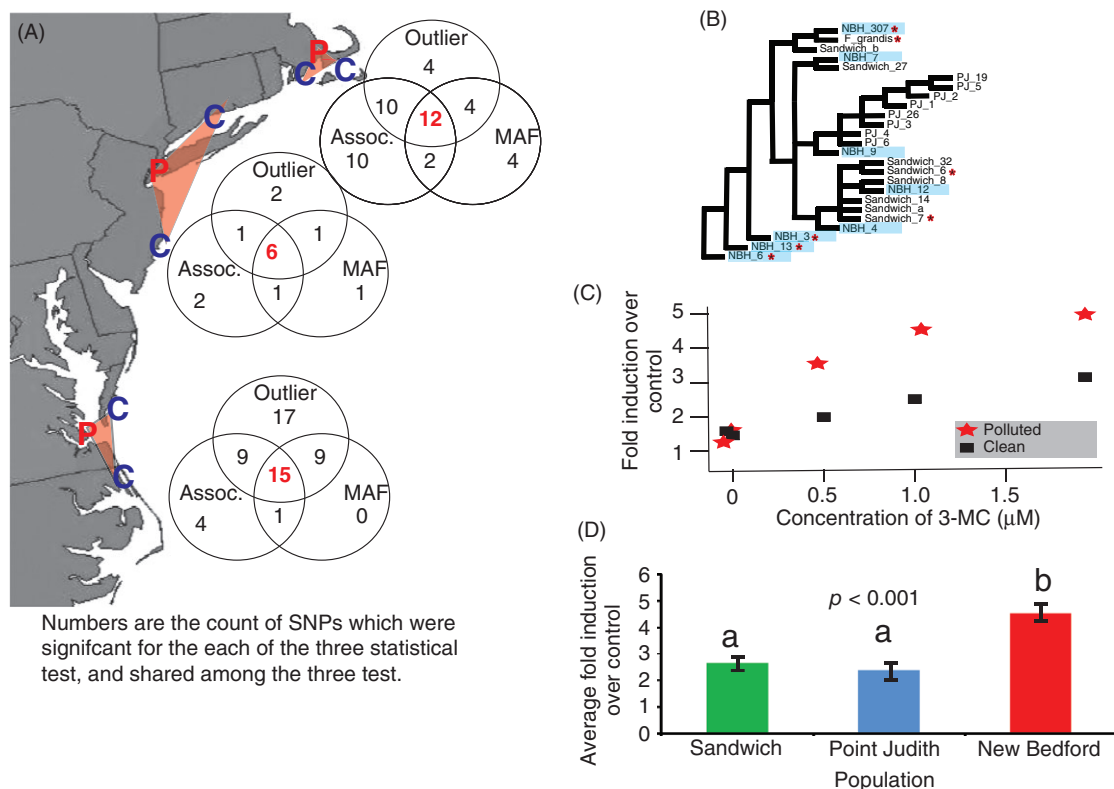 (A)
P
C
C
C
P
C
C
P
C
Outlier
4
10
12
4
Assoc.
10
2
MAF
4
Outlier
2
1
1
6
Assoc.
2
1
MAF
1
Outlier
17
9
9
15
Assoc.
4
1
MAF
0
Numbers are the count of SNPs which were
signifcant for the each of the three statistical
test, and shared among the three test.
(B)
NBH_307 *
F_grandis *
Sandwich_b
NBH_7
Sandwich_27
PJ_19
PJ_5
PJ_2
PJ_1
PJ_26
PJ_3
PJ_4
PJ_6
NBH_9
Sandwich_32
Sandwich_6 *
Sandwich_8
NBH_12
Sandwich_14
Sandwich_a
Sandwich_7 *
NBH_4
NBH_3 *
NBH_13 *
NBH_6 *
(C)
Fold induction over
control
5
4
3
2
1
Polluted
Clean
0
0.5
1.0
1.5
Concentration of 3-MC (μM)
(D)
Average fold induction
over control
6
5
4
3
2
1
0
p < 0.001
a
a
b
Sandwich
Point Judith
New Bedford
Population